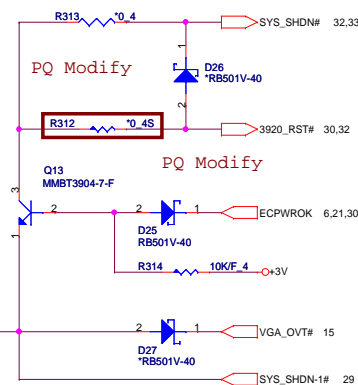 R313 *0_4 SYS_SHDN# 32,33
1
PQ Modify D26
*RB501V-40
2
R312 *0_4S 3920_RST# 30,32
PQ Modify
Q13
MMBT3904-7-F
3
2 2 1 ECPWROK 6,21,30
1 D25
RB501V-40
R314 10K/F_4 +3V
2 1 VGA_OVT# 15
D27
*RB501V-40
SYS_SHDN-1# 29